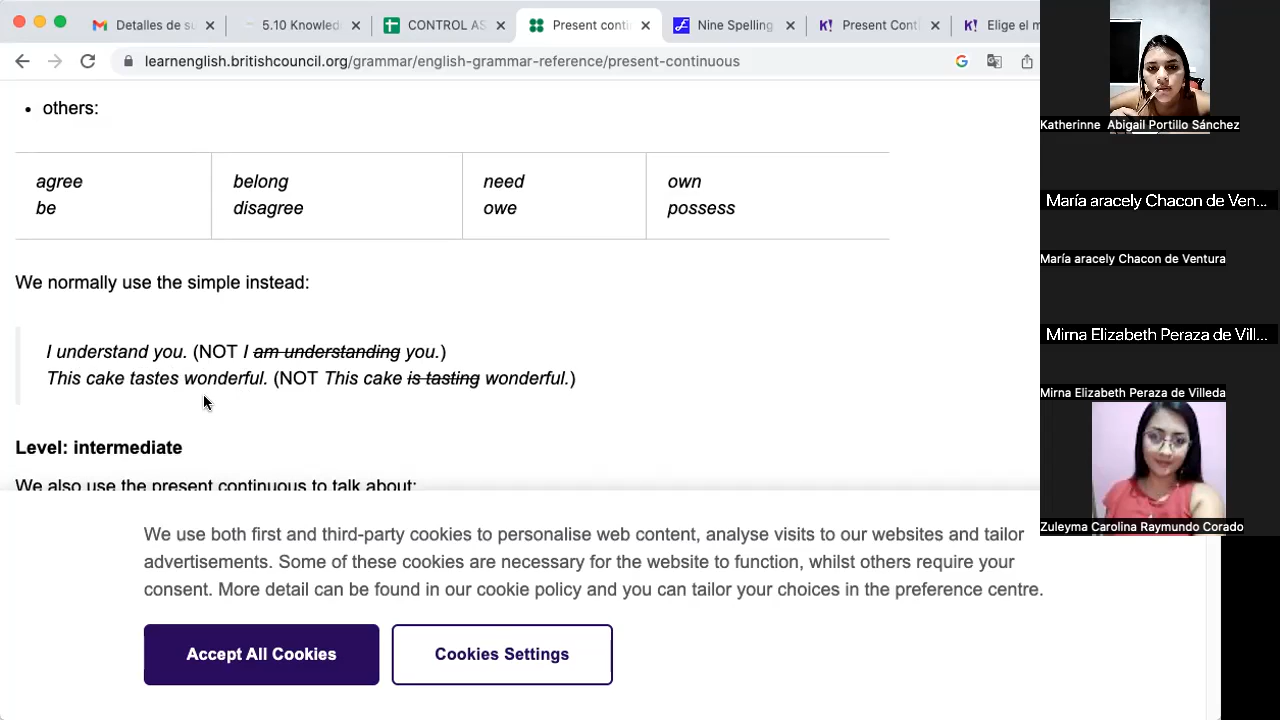 Detalles de su
5.10 Knowled
CONTROL AS
Present conti
Nine Spelling
Present Conti
Elige el m
learnenglish.britishcouncil.org/grammar/english-grammar-reference/present-continuous
• others:
agree belong need own
be disagree owe possess
We normally use the simple instead:
I understand you. (NOT I am understanding you.)
This cake tastes wonderful. (NOT This cake is tasting wonderful.)
Level: intermediate
We also use the present continuous to talk about:
We use both first and third-party cookies to personalise web content, analyse visits to our websites and tailor
advertisements. Some of these cookies are necessary for the website to function, whilst others require your
consent. More detail can be found in our cookie policy and you can tailor your choices in the preference centre.
Accept All Cookies Cookies Settings
Katherinne Abigail Portillo Sánchez
María aracely Chacon de Ven...
María aracely Chacon de Ventura
Mirna Elizabeth Peraza de Vill...
Mirna Elizabeth Peraza de Villeda
Zuleyma Carolina Raymundo Corado